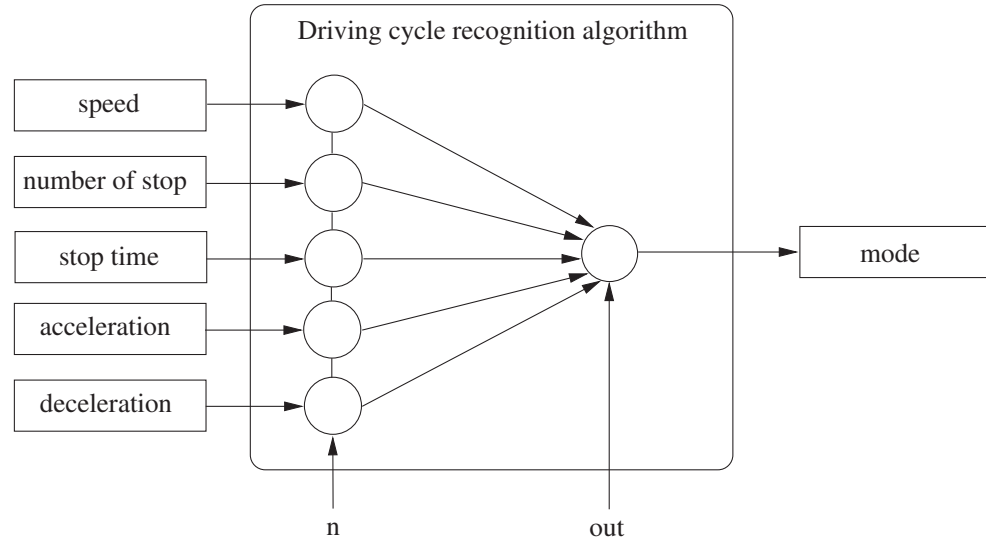 Driving cycle recognition algorithm
speed
number of stop
stop time
acceleration
deceleration
mode
n
out